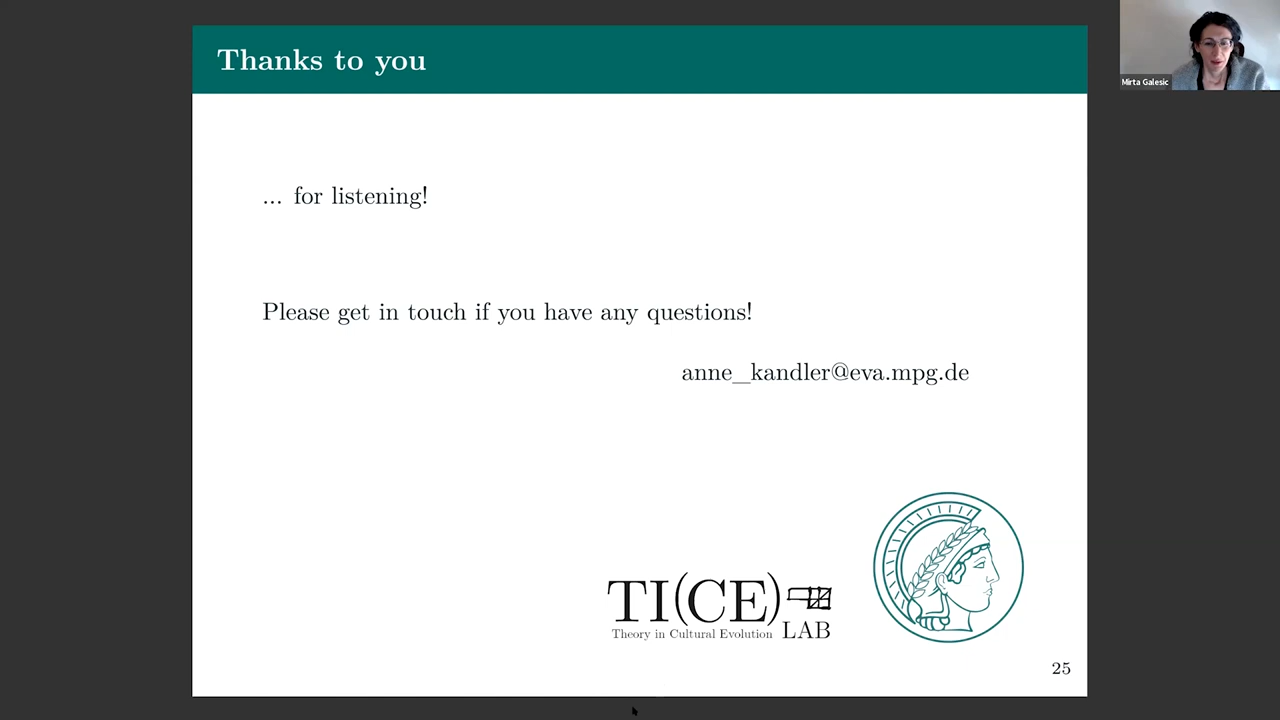 Thanks to you
Mirta Galesic
... for listening!
Please get in touch if you have any questions!
anne_kandler@eva.mpg.de
TI(CE)
Theory in Cultural Evolution LAB
25